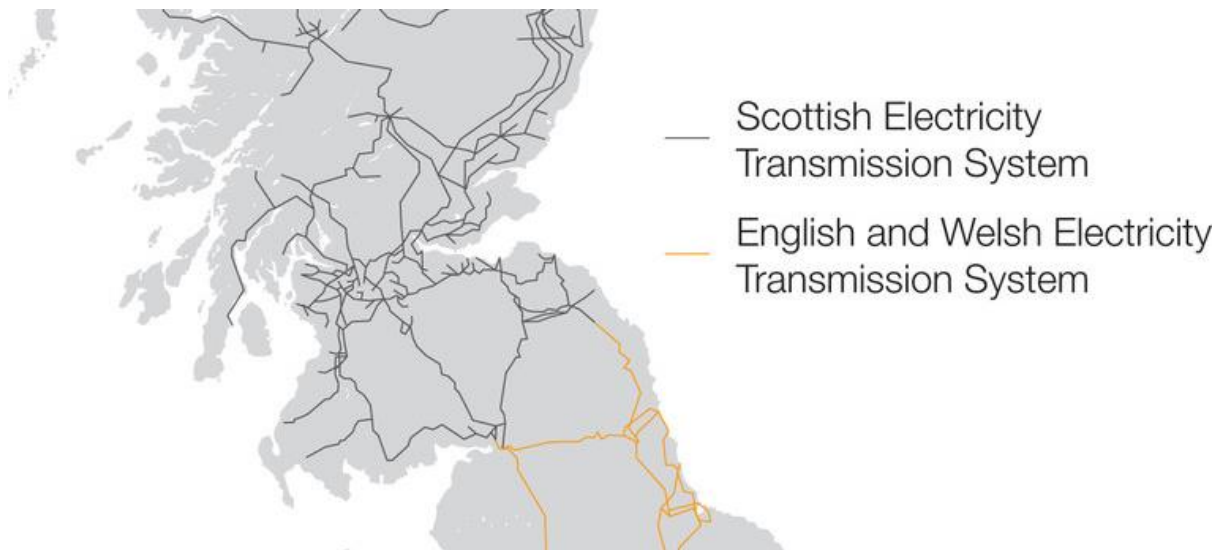 Scottish Electricity
Transmission System
English and Welsh Electricity
Transmission System